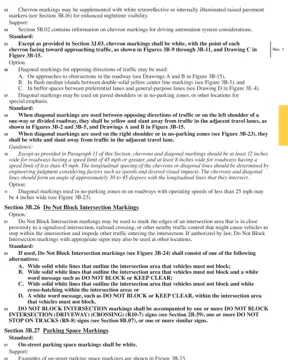 04 Chevron markings may be supplemented with white retroreflective or internally illuminated raised pavement
markers (see Section 3B.16) for enhanced nighttime visibility.
Support:
Section 5B.02 contains information on chevron markings for driving automation system considerations.
Standard:
Except as provided in Section 3J.03, chevron markings shall be white, with the point of each
chevron facing toward approaching traffic, as shown in Figures 3B-9 through 3B-11, and Drawing C in
Figure 3B-15.
Option:
Diagonal markings for opposing directions of traffic may be used:
A. On approaches to obstructions in the roadway (see Drawings A and B in Figure 3B-15),
B. In flush median islands between double solid yellow center line markings (see Figure 3B-5), and
C. In buffer spaces between preferential lanes and general-purpose lanes (see Drawing D in Figure 3E-4).
Diagonal markings may be used on paved shoulders or in no-parking zones, or other locations for
special emphasis.
Standard:
When diagonal markings are used between opposing directions of traffic or on the left shoulder of a
one-way or divided roadway, they shall be yellow and slant away from traffic in the adjacent travel lanes, as
shown in Figures 3B-2 and 3B-5, and Drawings A and B in Figure 3B-15.
When diagonal markings are used on the right shoulder or in no-parking zones (see Figure 3B-23), they
shall be white and slant away from traffic in the adjacent travel lane.
Guidance:
Except as provided in Paragraph 11 of this Section, chevrons and diagonal markings should be at least 12 inches
wide for roadways having a speed limit of 45 mph or greater, and at least 8 inches wide for roadways having a
speed limit of less than 45 mph. The longitudinal spacing of the chevrons or diagonal lines should be determined by
engineering judgment considering factors such as speeds and desired visual impacts. The chevrons and diagonal
lines should form an angle of approximately 30 to 45 degrees with the longitudinal lines that they intersect.
Option:
Diagonal markings used in no-parking zones or on roadways with operating speeds of less than 25 mph may
be 4 inches wide (see Figure 3B-23).
Section 3B.26 Do Not Block Intersection Markings
Option:
Do Not Block Intersection markings may be used to mark the edges of an intersection area that is in close
proximity to a signalized intersection, railroad crossing, or other nearby traffic control that might cause vehicles to
stop within the intersection and impede other traffic entering the intersection. If authorized by law, Do Not Block
Intersection markings with appropriate signs may also be used at other locations.
Standard:
If used, Do Not Block Intersection markings (see Figure 3B-24) shall consist of one of the following
alternatives:
A. Wide solid white lines that outline the intersection area that vehicles must not block;
B. Wide solid white lines that outline the intersection area that vehicles must not block and a white
word message such as DO NOT BLOCK or KEEP CLEAR;
C. Wide solid white lines that outline the intersection area that vehicles must not block and white
cross-hatching within the intersection area; or
D. A white word message, such as DO NOT BLOCK or KEEP CLEAR, within the intersection area
that vehicles must not block.
DO NOT BLOCK INTERSECTION markings shall be accompanied by one or more DO NOT BLOCK
INTERSECTION (DRIVEWAY) (CROSSING) (R10-7) signs (see Section 2B.59), one or more DO NOT
STOP ON TRACKS (R8-8) signs (see Section 8B.07), or one or more similar signs.
Section 3B.27 Parking Space Markings
Standard:
On-street parking space markings shall be white.
Support:
Examples of on-street parking space markings are shown in Figure 3B-23.